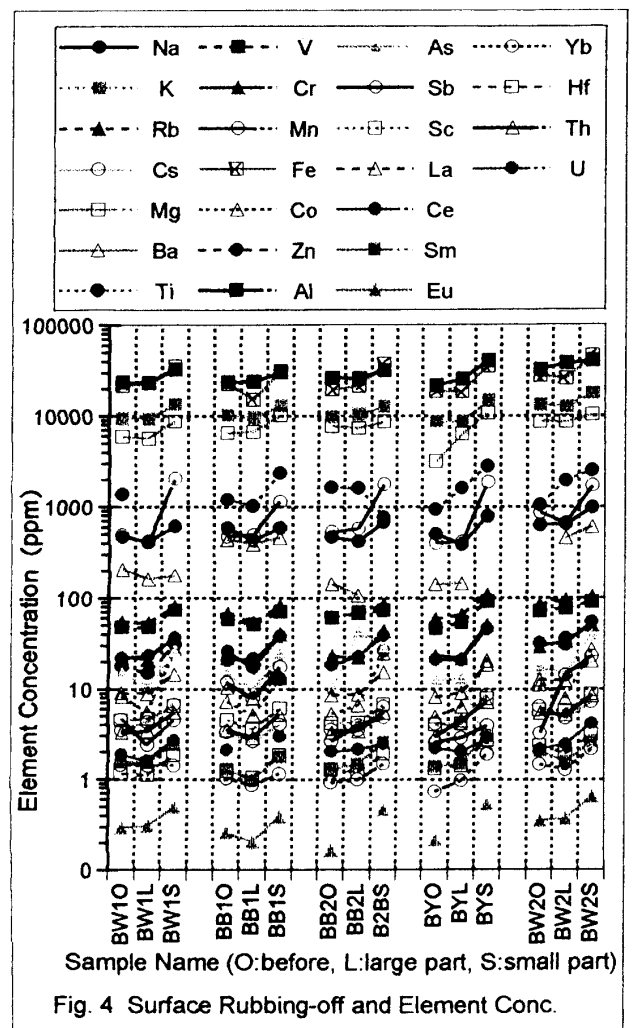 Na V As Yb
K Cr Sb Hf
Rb Mn Sc Th
Cs Fe La U
Mg Co Ce
Ba Zn Sm
Ti Al Eu
100000
10000
1000
100
10
1
0
Element Concentration (ppm)
BW1O BW1L BW1S BB1O BB1L BB1S BB2O BB2L B2BS BYO BYL BYS BW2O BW2L BW2S
Sample Name (O:before, L:large part, S:small part)
Fig. 4 Surface Rubbing-off and Element Conc.